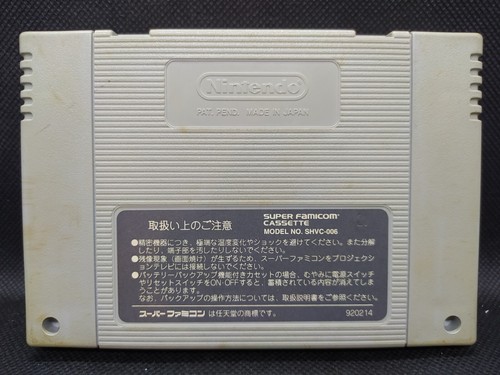 Nintendo
PAT. PEND. MADE IN JAPAN
取扱い上のご注意
SUPER FAMICOM
CASSETTE
MODEL NO. SHVC-006
●精密機器につき、極端な温度変化やショックを避けてください。また分解
したり、端子部を汚したりしないでください。
●残像現象（画面焼け）が生ずるため、スーパーファミコンをプロジェクショ
ンテレビには接続しないでください。
●バッテリーバックアップ機能付きカセットの場合、むやみに電源スイッチ
やリセットスイッチをON・OFFすると、蓄積されている内容が消えてしま
うことがあります。
なお、バックアップの操作方法については、取扱説明書をご参照ください。
スーパーファミコン は任天堂の商標です。
920214